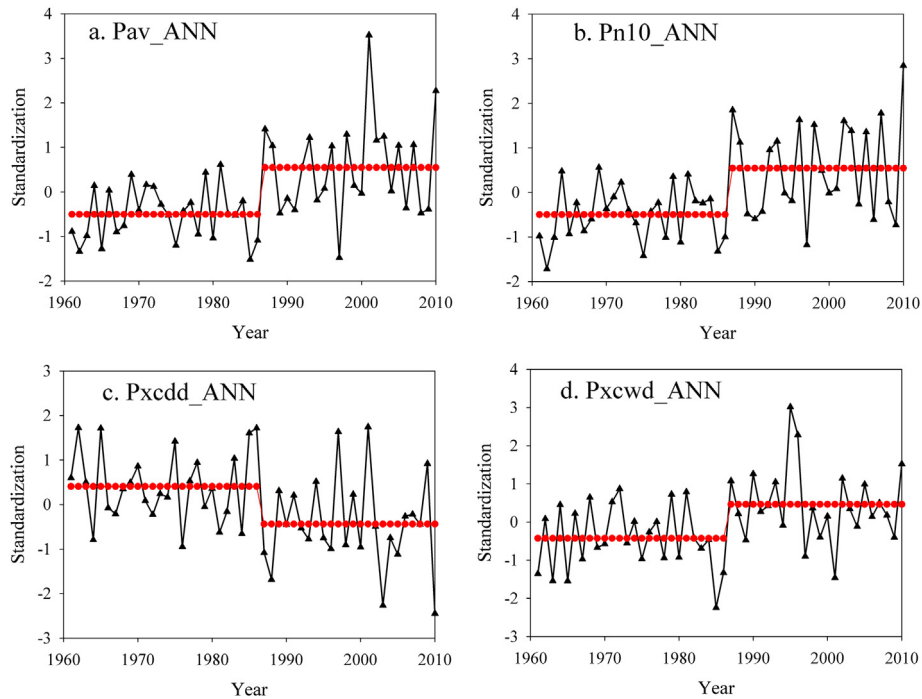 a. Pav_ANN
4
3
2
1
0
-1
-2
Standardization
1960 1970 1980 1990 2000 2010
Year
b. Pn10_ANN
4
3
2
1
0
-1
-2
Standardization
1960 1970 1980 1990 2000 2010
Year
c. Pxcdd_ANN
3
2
1
0
-1
-2
-3
Standardization
1960 1970 1980 1990 2000 2010
Year
d. Pxcwd_ANN
4
3
2
1
0
-1
-2
-3
Standardization
1960 1970 1980 1990 2000 2010
Year